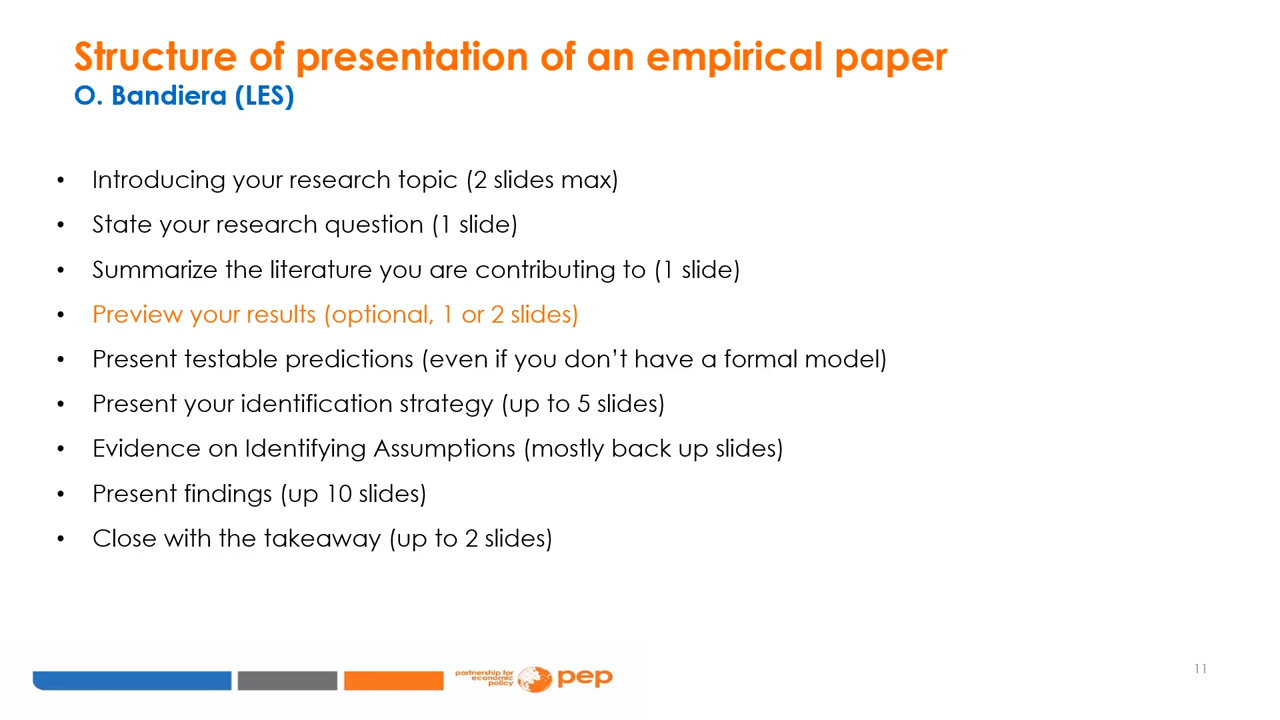 Structure of presentation of an empirical paper
O. Bandiera (LES)
• Introducing your research topic (2 slides max)
• State your research question (1 slide)
• Summarize the literature you are contributing to (1 slide)
• Preview your results (optional, 1 or 2 slides)
• Present testable predictions (even if you don’t have a formal model)
• Present your identification strategy (up to 5 slides)
• Evidence on Identifying Assumptions (mostly back up slides)
• Present findings (up 10 slides)
• Close with the takeaway (up to 2 slides)
partnership for
economic
policy
pep
11